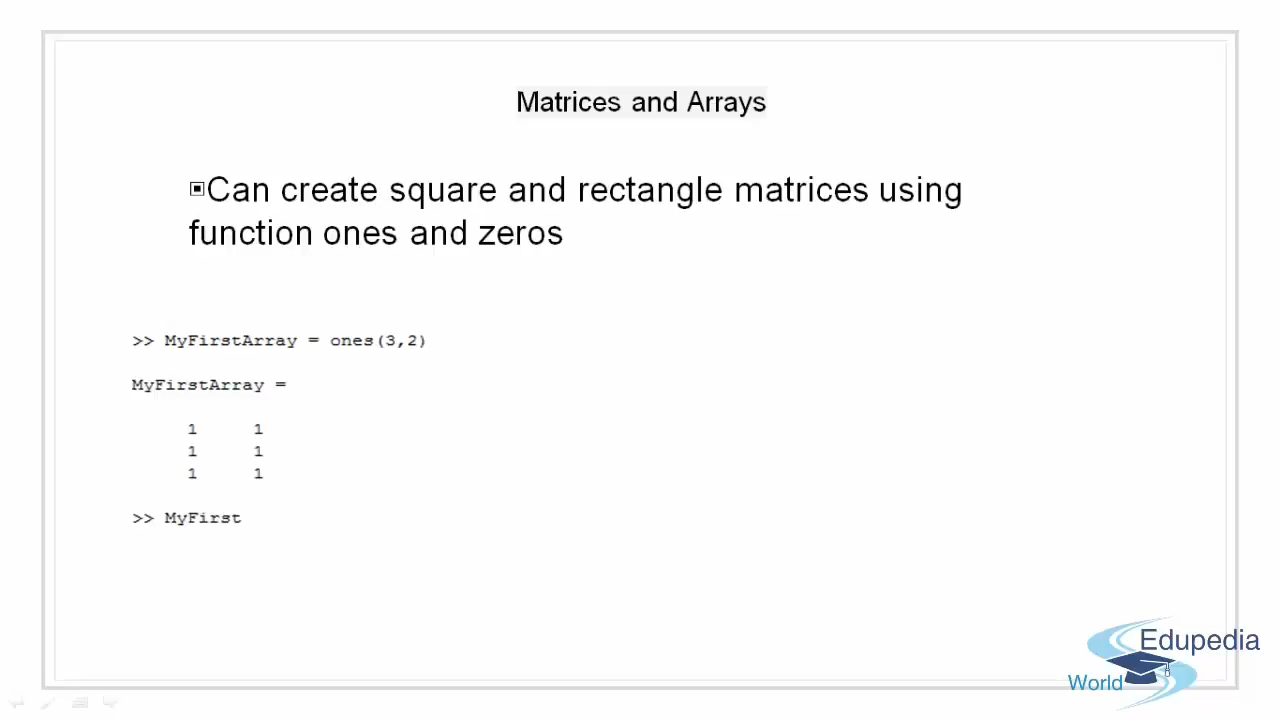 Matrices and Arrays
Can create square and rectangle matrices using
function ones and zeros
>> MyFirstArray = ones(3,2)
MyFirstArray =
1 1
1 1
1 1
>> MyFirst
Edupedia
World